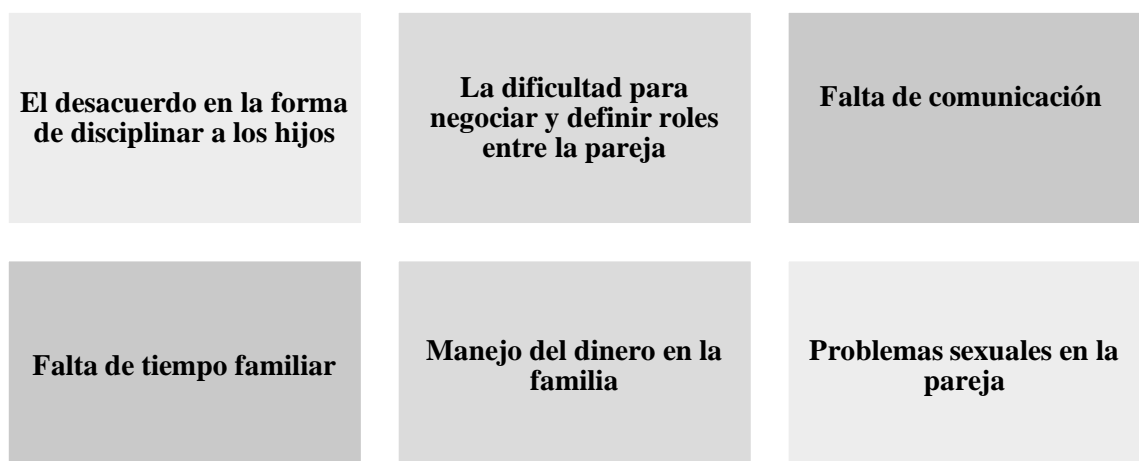 El desacuerdo en la forma
de disciplinar a los hijos
La dificultad para
negociar y definir roles
entre la pareja
Falta de comunicación
Falta de tiempo familiar
Manejo del dinero en la
familia
Problemas sexuales en la
pareja